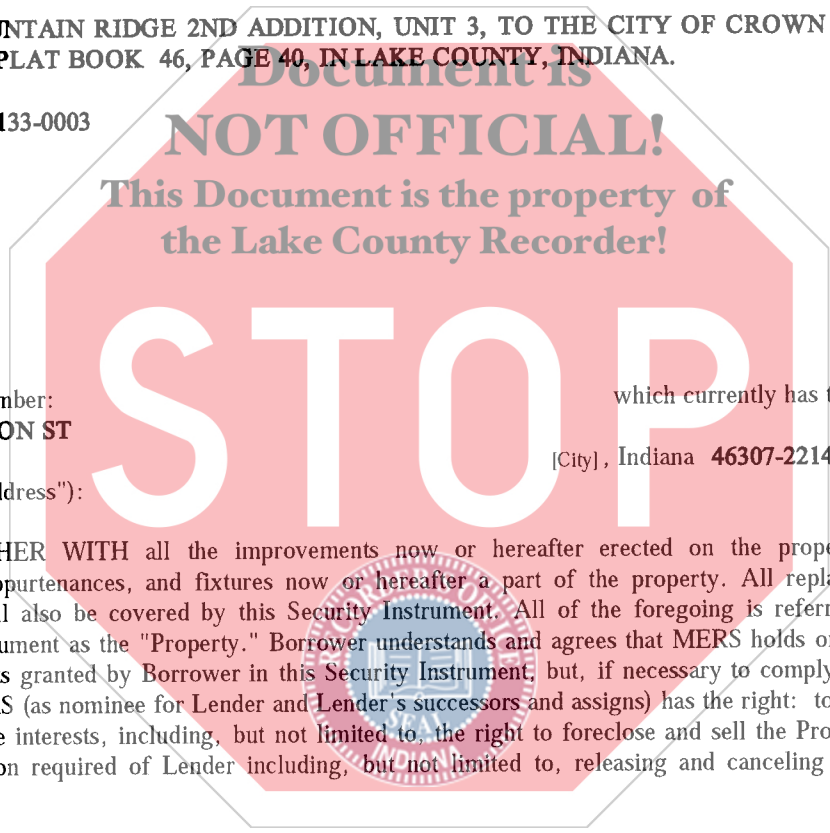 UNTAIN RIDGE 2ND ADDITION, UNIT 3, TO THE CITY OF CROWN
PLAT BOOK 46, PAGE 40, IN LAKE COUNTY, INDIANA.
Document is
133-0003
NOT OFFICIAL!
This Document is the property of
the Lake County Recorder!
STOP
mber: which currently has t
ON ST
[City] , Indiana 46307-2214
ddress"):
HER WITH all the improvements now or hereafter erected on the prope
ppurtenances, and fixtures now or hereafter a part of the property. All repla
l also be covered by this Security Instrument. All of the foregoing is referr
ument as the "Property." Borrower understands and agrees that MERS holds o
s granted by Borrower in this Security Instrument, but, if necessary to comply
S (as nominee for Lender and Lender's successors and assigns) has the right: to
e interests, including, but not limited to, the right to foreclose and sell the Pro
on required of Lender including, but not limited to, releasing and canceling
SEAL
INDIANA